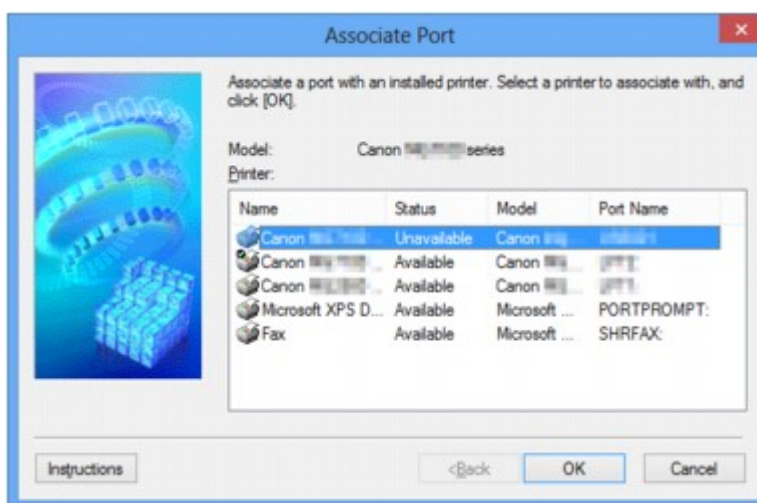 Associate Port
Associate a port with an installed printer. Select a printer to associate with, and
click [OK].
Model: Canon series
Printer:
Name Status Model Port Name
Canon ... Unavailable Canon
Canon ... Available Canon ...
Canon ... Available Canon ...
Microsoft XPS D... Available Microsoft ... PORTPROMPT:
Fax Available Microsoft ... SHRFAX:
Instructions <Back OK Cancel